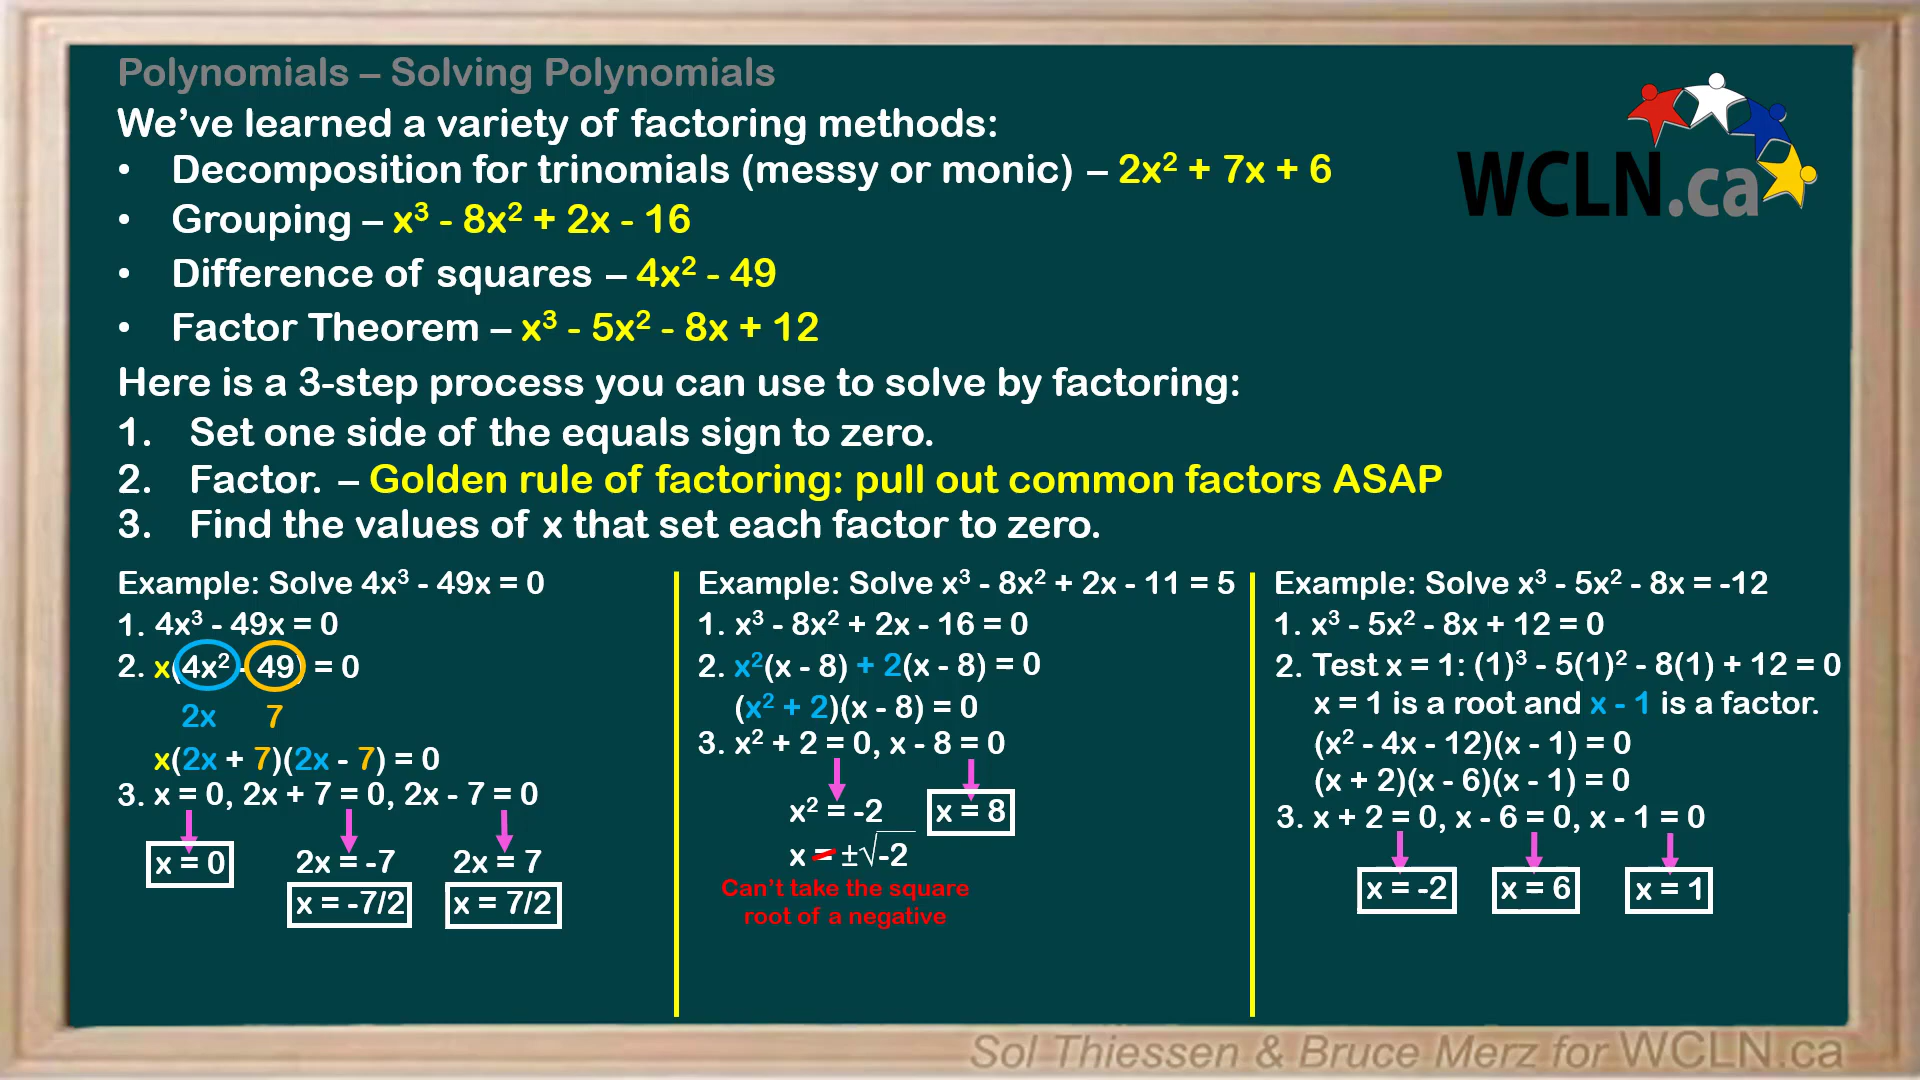 Polynomials – Solving Polynomials
WCLN.ca
We’ve learned a variety of factoring methods:
• Decomposition for trinomials (messy or monic) – 2x² + 7x + 6
• Grouping – x³ - 8x² + 2x - 16
• Difference of squares – 4x² - 49
• Factor Theorem – x³ - 5x² - 8x + 12
Here is a 3-step process you can use to solve by factoring:
1. Set one side of the equals sign to zero.
2. Factor. – Golden rule of factoring: pull out common factors ASAP
3. Find the values of x that set each factor to zero.
Example: Solve 4x³ - 49x = 0
1. 4x³ - 49x = 0
2. x(4x² - 49) = 0
2x 7
x(2x + 7)(2x - 7) = 0
3. x = 0, 2x + 7 = 0, 2x - 7 = 0
x = 0 2x = -7 2x = 7
x = -7/2 x = 7/2
Example: Solve x³ - 8x² + 2x - 11 = 5
1. x³ - 8x² + 2x - 16 = 0
2. x²(x - 8) + 2(x - 8) = 0
(x² + 2)(x - 8) = 0
3. x² + 2 = 0, x - 8 = 0
x² = -2 x = 8
x = ±√-2
Can’t take the square
root of a negative
Example: Solve x³ - 5x² - 8x = -12
1. x³ - 5x² - 8x + 12 = 0
2. Test x = 1: (1)³ - 5(1)² - 8(1) + 12 = 0
x = 1 is a root and x - 1 is a factor.
(x² - 4x - 12)(x - 1) = 0
(x + 2)(x - 6)(x - 1) = 0
3. x + 2 = 0, x - 6 = 0, x - 1 = 0
x = -2 x = 6 x = 1
Sol Thiessen & Bruce Merz for WCLN.ca